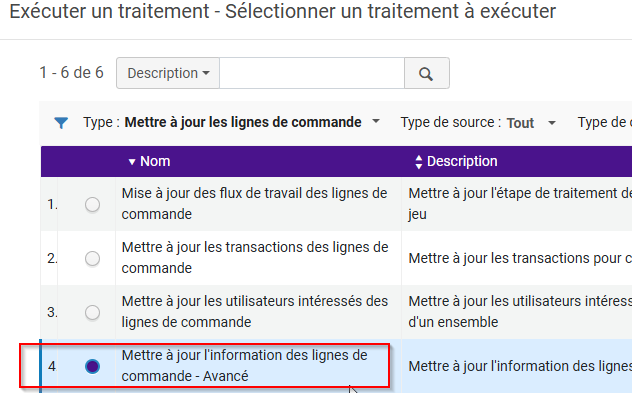 Exécuter un traitement - Sélectionner un traitement à exécuter
1 - 6 de 6 Description
Type : Mettre à jour les lignes de commande Type de source : Tout Type de
Nom Description
1. Mise à jour des flux de travail des lignes de Mettre à jour l'étape de traitement de
commande jeu
2. Mettre à jour les transactions des lignes de
commande Mettre à jour les transactions pour
3. Mettre à jour les utilisateurs intéressés des Mettre à jour les utilisateurs
lignes de commande d'un ensemble
4 Mettre à jour l'information des lignes de
commande - Avancé Mettre à jour l'information des